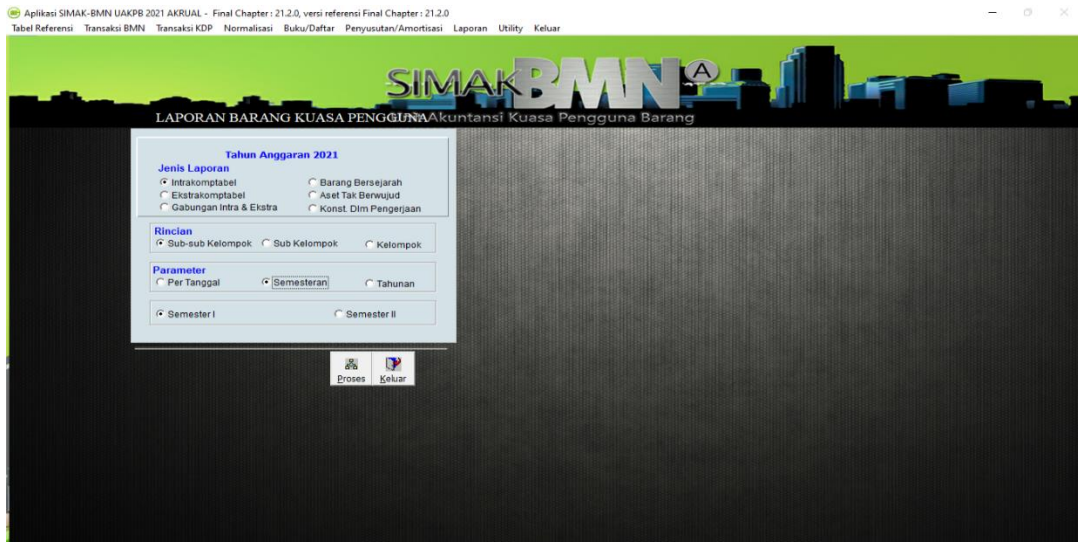 Aplikasi SIMAK-BMN UAKPB 2021 AKRUAL - Final Chapter : 21.2.0, versi referensi Final Chapter : 21.2.0
Tabel Referensi Transaksi BMN Transaksi KDP Normalisasi Buku/Daftar Penyusutan/Amortisasi Laporan Utility Keluar
SIMAK BMN A
LAPORAN BARANG KUASA PENGGUNA Akuntansi Kuasa Pengguna Barang
Tahun Anggaran 2021
Jenis Laporan
Intrakomptabel Barang Bersejarah
Ekstrakomptabel Aset Tak Berwujud
Gabungan Intra & Ekstra Konst. Dlm Pengerjaan
Rincian
Sub-sub Kelompok Sub Kelompok Kelompok
Parameter
Per Tanggal Semesteran Tahunan
Semester I Semester II
Proses Keluar